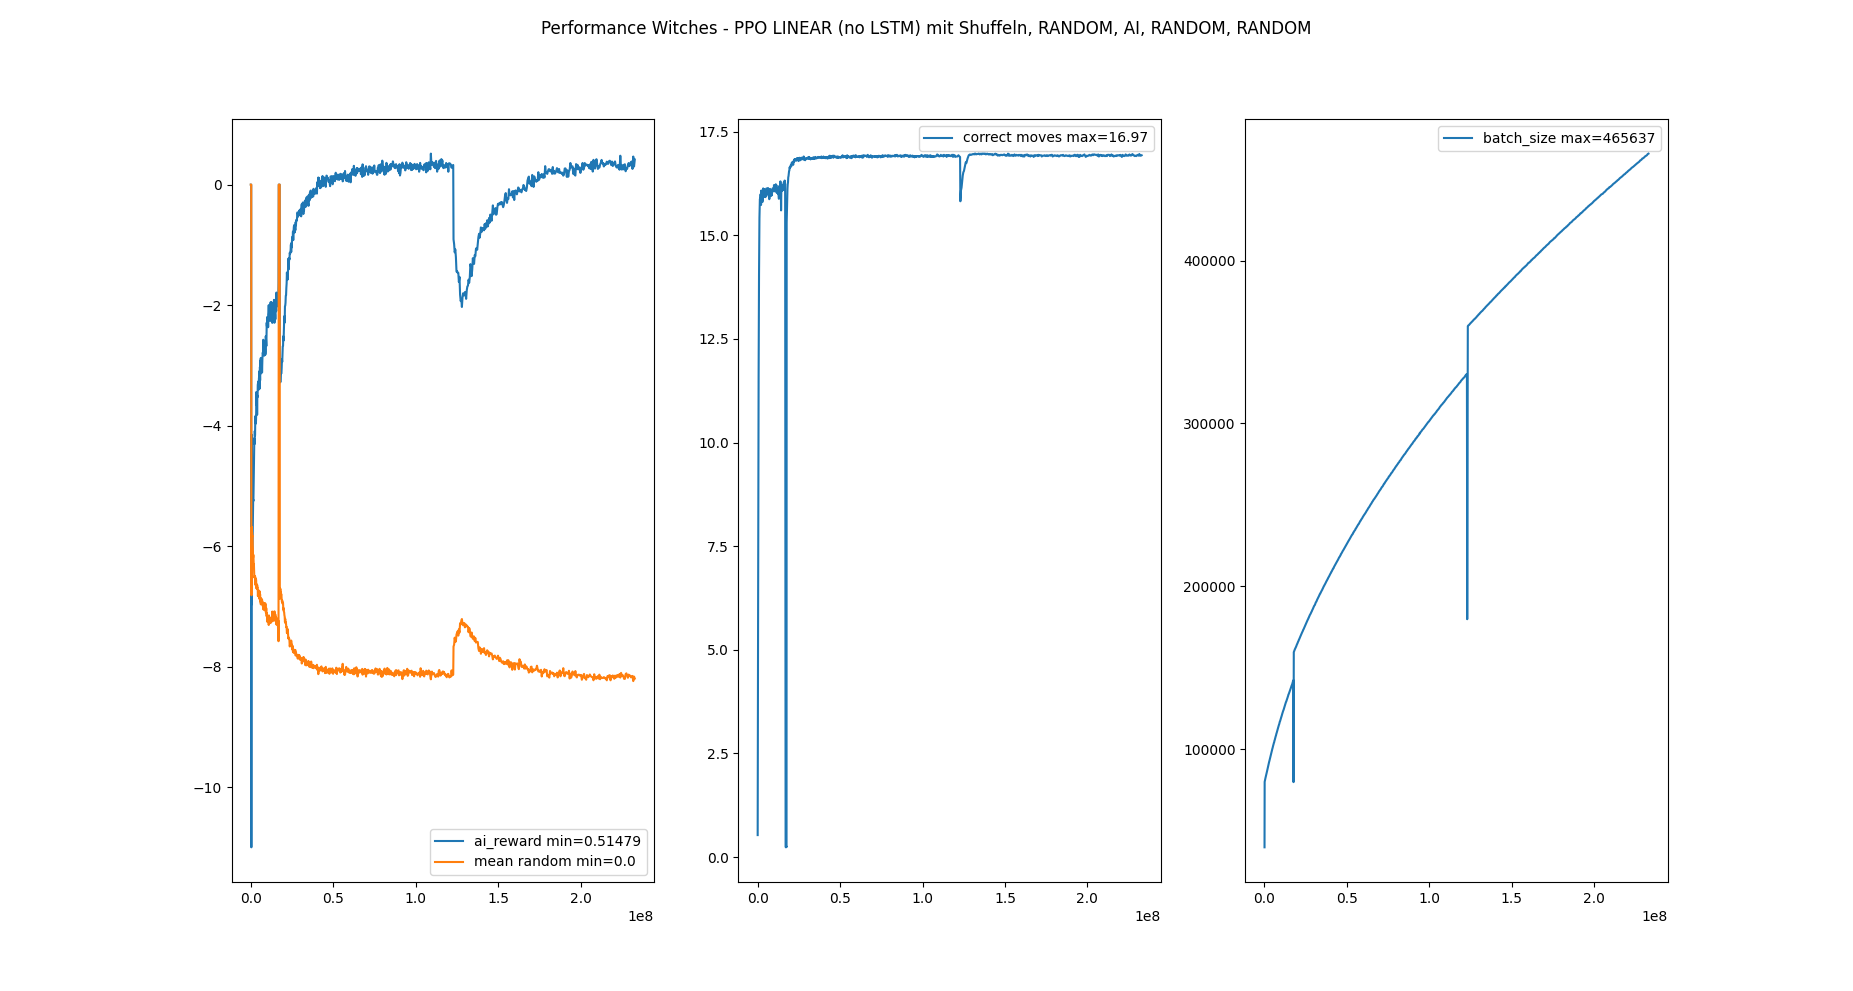 Performance Witches - PPO LINEAR (no LSTM) mit Shuffeln, RANDOM, AI, RANDOM, RANDOM
0
−2
−4
−6
−8
−10
ai_reward min=0.51479
mean random min=0.0
0.0 0.5 1.0 1.5 2.0
1e8
17.5
15.0
12.5
10.0
7.5
5.0
2.5
0.0
correct moves max=16.97
0.0 0.5 1.0 1.5 2.0
1e8
400000
300000
200000
100000
batch_size max=465637
0.0 0.5 1.0 1.5 2.0
1e8